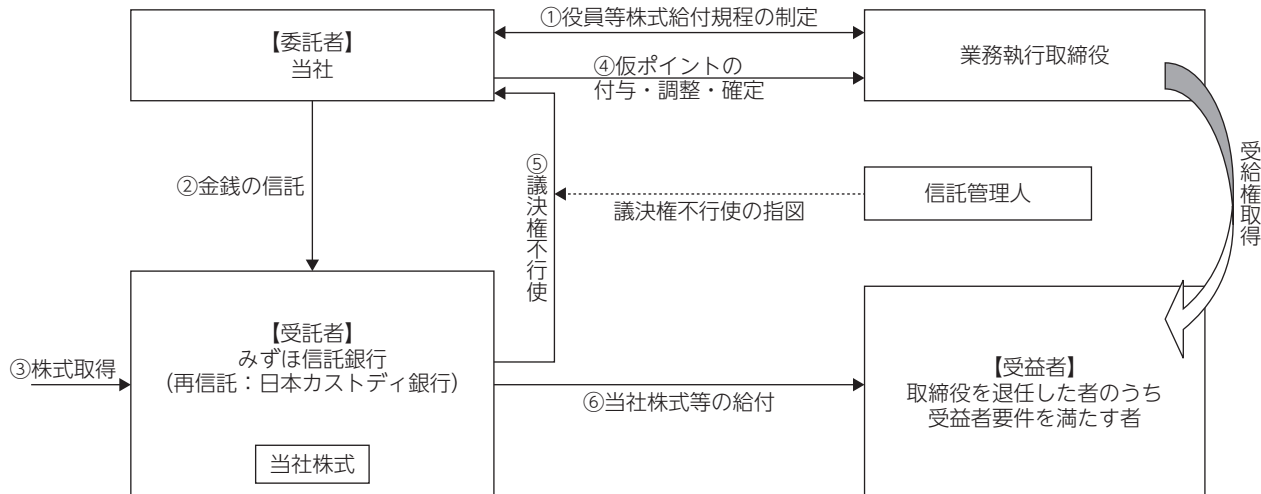 ①役員等株式給付規程の制定
【委託者】
当社
業務執行取締役
④仮ポイントの
付与・調整・確定
②金銭の信託
⑤議決権不行使
議決権不行使の指図
信託管理人
受給権取得
【受託者】
みずほ信託銀行
(再信託：日本カストディ銀行)
③株式取得
当社株式
⑥当社株式等の給付
【受益者】
取締役を退任した者のうち
受益者要件を満たす者